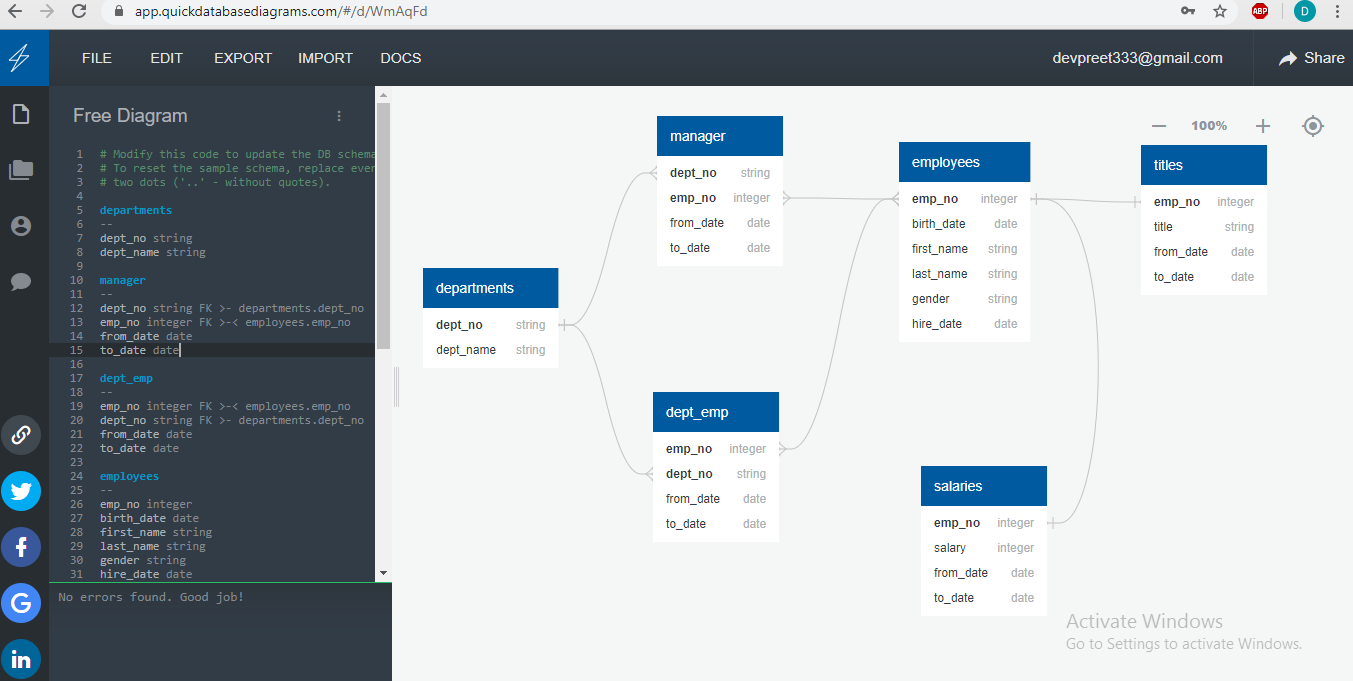 app.quickdatabasediagrams.com/#/d/WmAqFd
ABP
D
FILE EDIT EXPORT IMPORT DOCS
devpreet333@gmail.com
Share
Free Diagram
1 # Modify this code to update the DB schema
2 # To reset the sample schema, replace ever
3 # two dots ('..' - without quotes).
4
5 departments
6 --
7 dept_no string
8 dept_name string
9
10 manager
11 --
12 dept_no string FK >- departments.dept_no
13 emp_no integer FK >-< employees.emp_no
14 from_date date
15 to_date date
16
17 dept_emp
18 --
19 emp_no integer FK >-< employees.emp_no
20 dept_no string FK >- departments.dept_no
21 from_date date
22 to_date date
23
24 employees
25 --
26 emp_no integer
27 birth_date date
28 first_name string
29 last_name string
30 gender string
31 hire_date date
No errors found. Good job!
f
G
in
100%
departments
dept_no string
dept_name string
manager
dept_no string
emp_no integer
from_date date
to_date date
dept_emp
emp_no integer
dept_no string
from_date date
to_date date
employees
emp_no integer
birth_date date
first_name string
last_name string
gender string
hire_date date
salaries
emp_no integer
salary integer
from_date date
to_date date
titles
emp_no integer
title string
from_date date
to_date date
Activate Windows
Go to Settings to activate Windows.